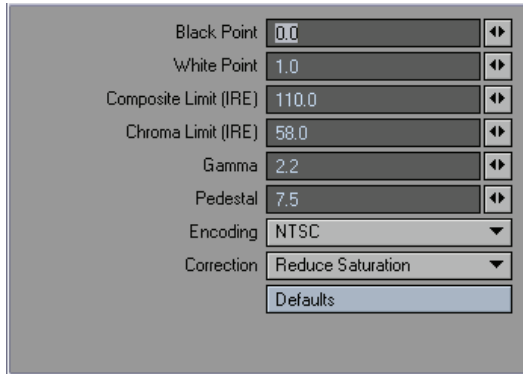 Black Point 0.0
White Point 1.0
Composite Limit (IRE) 110.0
Chroma Limit (IRE) 58.0
Gamma 2.2
Pedestal 7.5
Encoding NTSC
Correction Reduce Saturation
Defaults